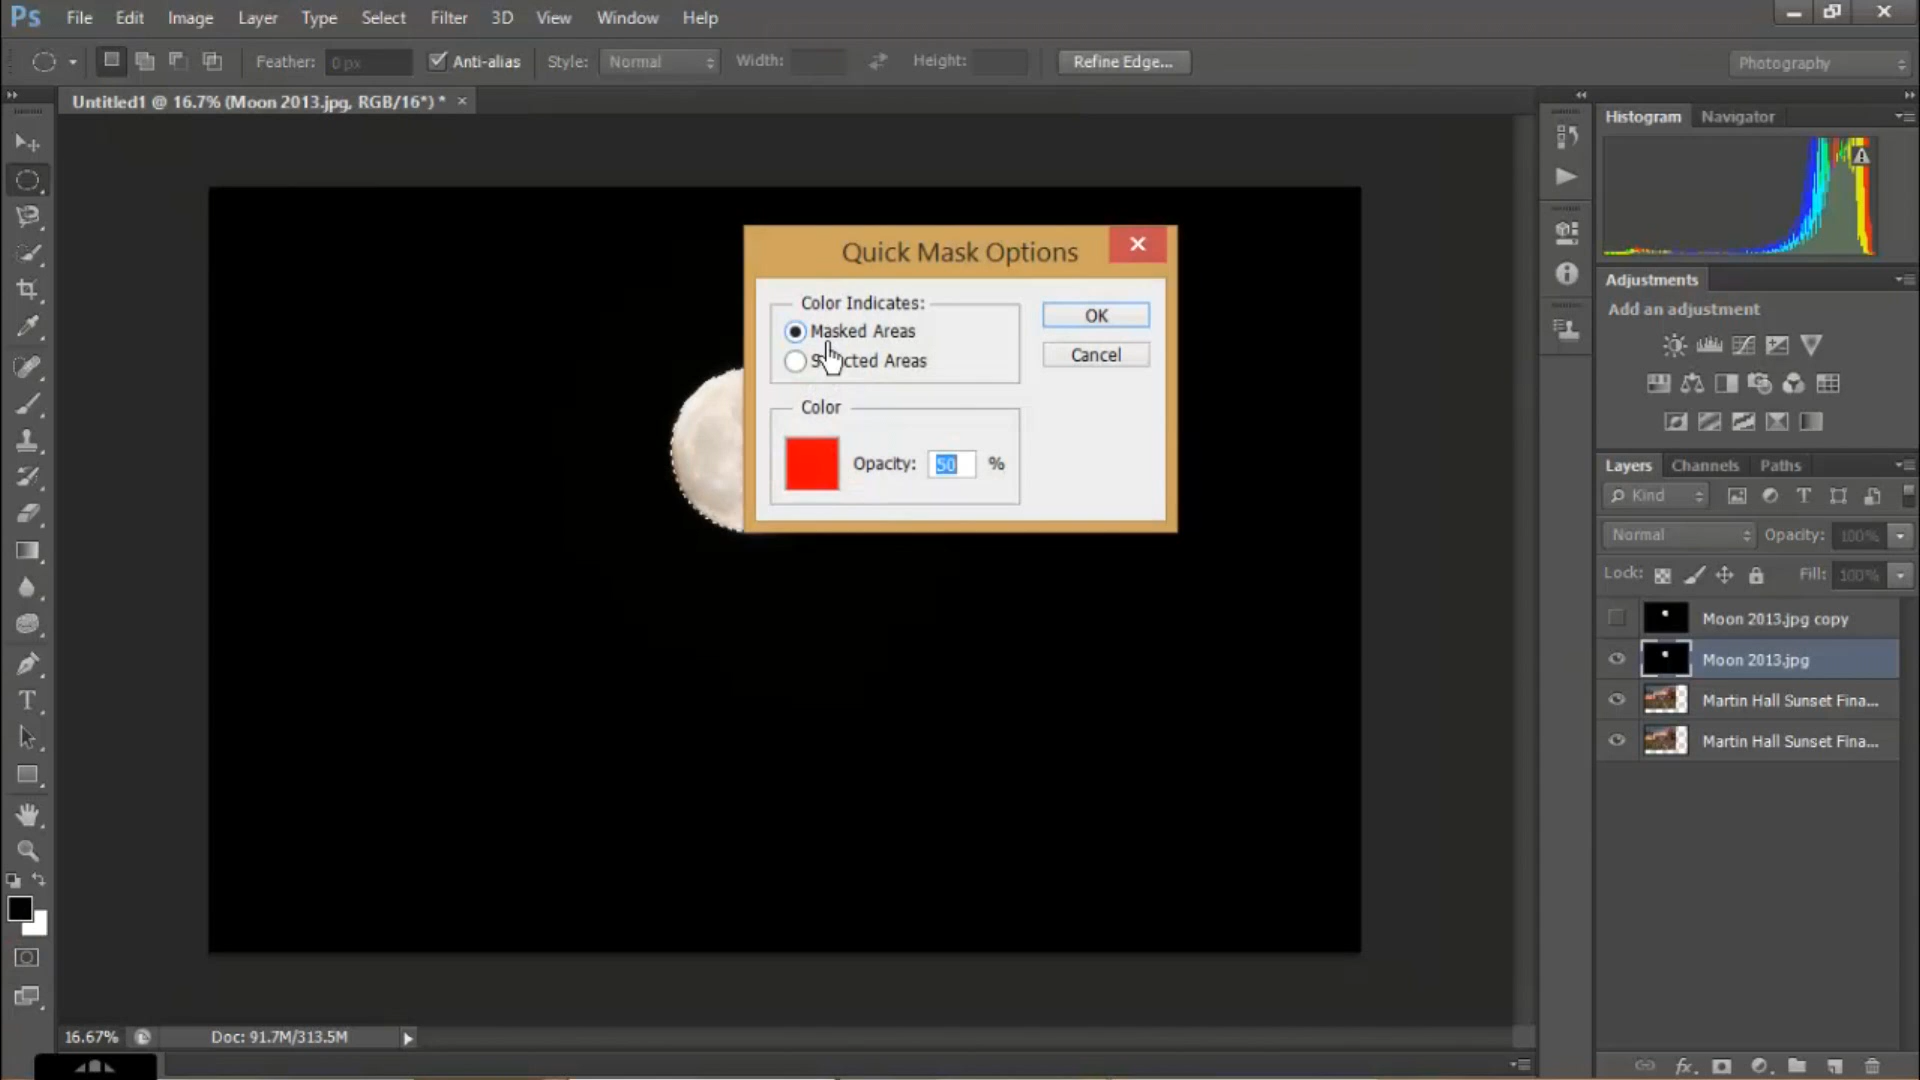 Ps File Edit Image Layer Type Select Filter 3D View Window Help
Feather: 0 px Anti-alias Style: Normal Width: Height: Refine Edge... Photography
Untitled1 @ 16.7% (Moon 2013.jpg, RGB/16*) * ×
Histogram Navigator
Quick Mask Options
Color Indicates:
Masked Areas
Areas
OK
Cancel
Color
Opacity: 50 %
Adjustments
Add an adjustment
Layers Channels Paths
Kind
Normal Opacity: 100%
Lock: Fill: 100%
Moon 2013.jpg copy
Moon 2013.jpg
Martin Hall Sunset Fina...
Martin Hall Sunset Fina...
T
fx
16.67% Doc: 91.7M/313.5M